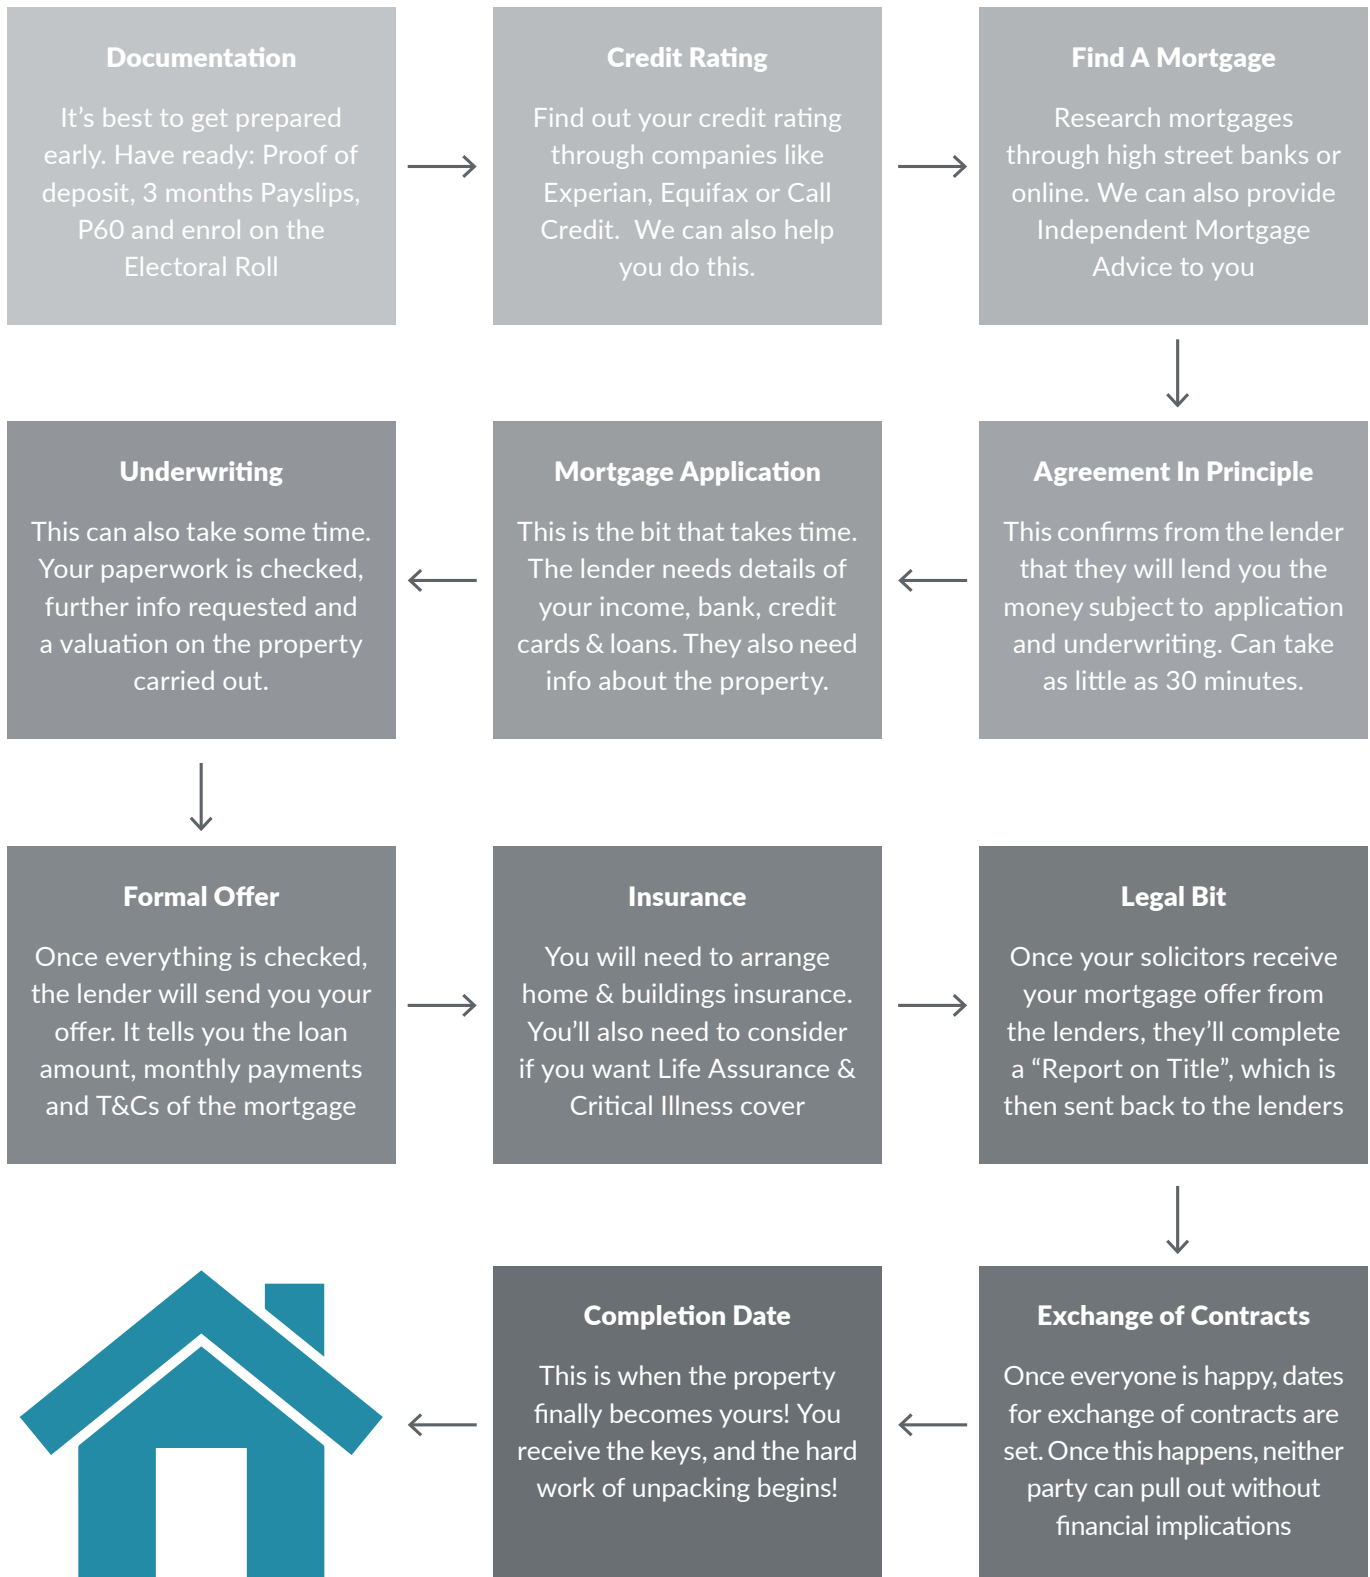 Documentation
It’s best to get prepared
early. Have ready: Proof of
deposit, 3 months Payslips,
P60 and enrol on the
Electoral Roll
Credit Rating
Find out your credit rating
through companies like
Experian, Equifax or Call
Credit.  We can also help
you do this.
Find A Mortgage
Research mortgages
through high street banks or
online. We can also provide
Independent Mortgage
Advice to you
Agreement In Principle
This confirms from the lender
that they will lend you the
money subject to  application
and underwriting. Can take
as little as 30 minutes.
Mortgage Application
This is the bit that takes time.
The lender needs details of
your income, bank, credit
cards & loans. They also need
info about the property.
Underwriting
This can also take some time.
Your paperwork is checked,
further info requested and
a valuation on the property
carried out.
Formal Offer
Once everything is checked,
the lender will send you your
offer. It tells you the loan
amount, monthly payments
and T&Cs of the mortgage
Insurance
You will need to arrange
home & buildings insurance.
You’ll also need to consider
if you want Life Assurance &
Critical Illness cover
Legal Bit
Once your solicitors receive
your mortgage offer from
the lenders, they’ll complete
a “Report on Title”, which is
then sent back to the lenders
Exchange of Contracts
Once everyone is happy, dates
for exchange of contracts are
set. Once this happens, neither
party can pull out without
financial implications
Completion Date
This is when the property
finally becomes yours! You
receive the keys, and the hard
work of unpacking begins!